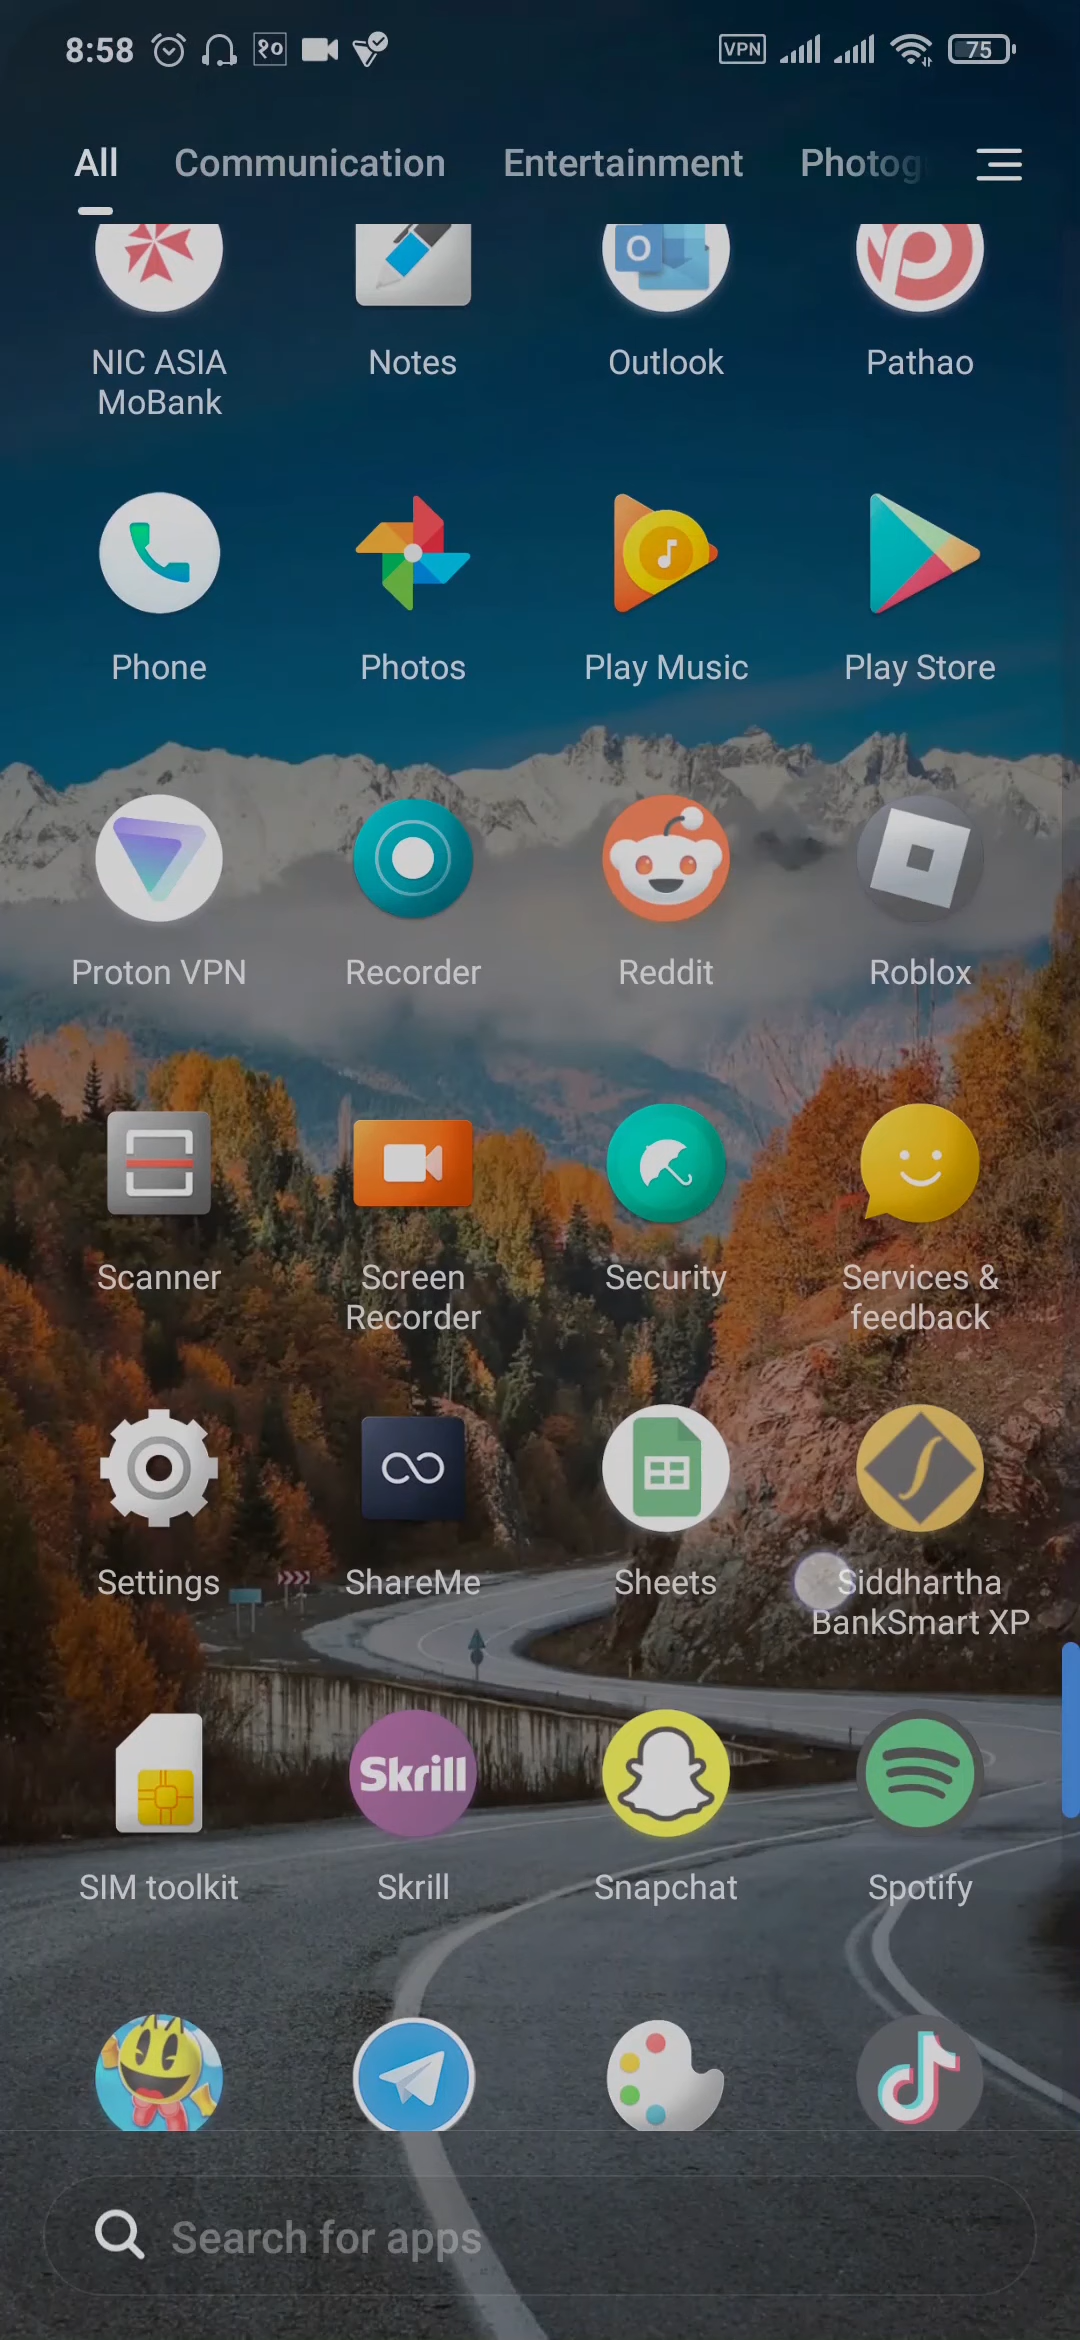 8:58 १० VPN 75
All Communication Entertainment Photog
NIC ASIA
MoBank
Notes
Outlook
Pathao
Phone
Photos
Play Music
Play Store
Proton VPN
Recorder
Reddit
Roblox
Scanner
Screen
Recorder
Security
Services &
feedback
Settings
ShareMe
Sheets
Siddhartha
BankSmart XP
Skrill
SIM toolkit
Skrill
Snapchat
Spotify
Search for apps